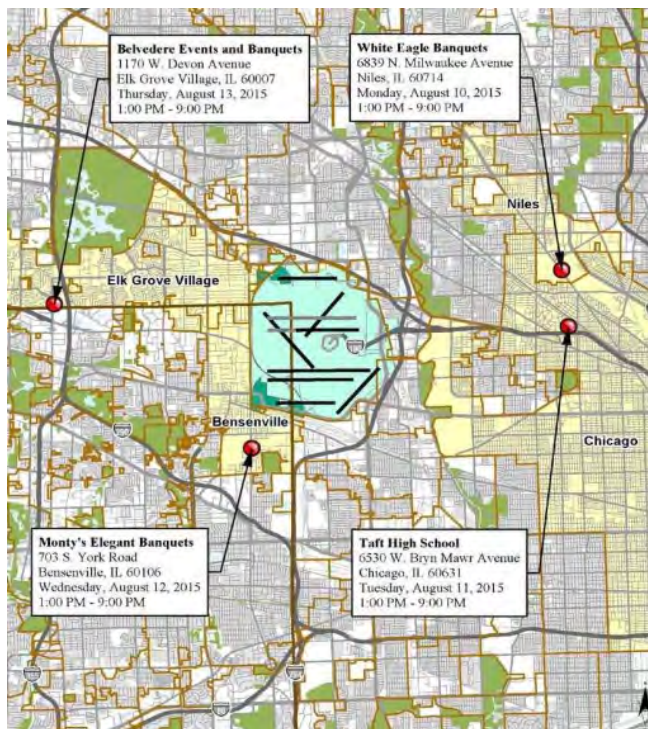 Belvedere Events and Banquets
1170 W. Devon Avenue
Elk Grove Village, IL 60007
Thursday, August 13, 2015
1:00 PM - 9:00 PM
White Eagle Banquets
6839 N. Milwaukee Avenue
Niles, IL 60714
Monday, August 10, 2015
1:00 PM - 9:00 PM
Niles
Elk Grove Village
Bensenville
Chicago
Monty's Elegant Banquets
703 S. York Road
Bensenville, IL 60106
Wednesday, August 12, 2015
1:00 PM - 9:00 PM
Taft High School
6530 W. Bryn Mawr Avenue
Chicago, IL 60631
Tuesday, August 11, 2015
1:00 PM - 9:00 PM